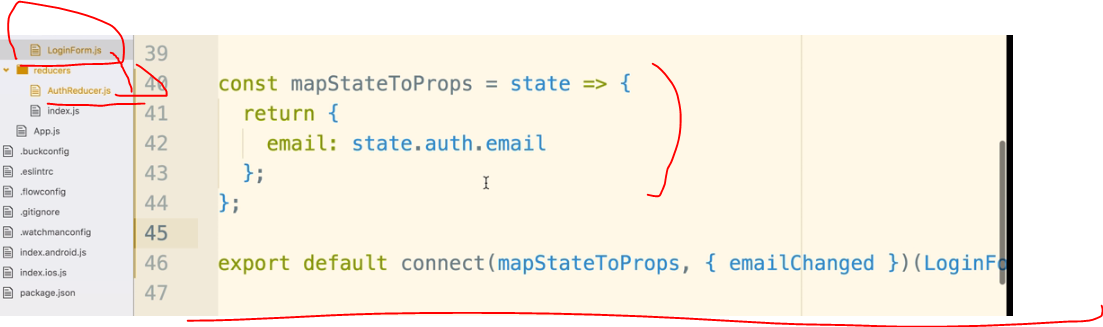 LoginForm.js
reducers
AuthReducer.js
index.js
App.js
.buckconfig
.eslintrc
.flowconfig
.gitignore
.watchmanconfig
index.android.js
index.ios.js
package.json
39
40 const mapStateToProps = state => {
41 return {
42 email: state.auth.email
43 };
44 };
45
46 export default connect(mapStateToProps, { emailChanged })(LoginFo
47